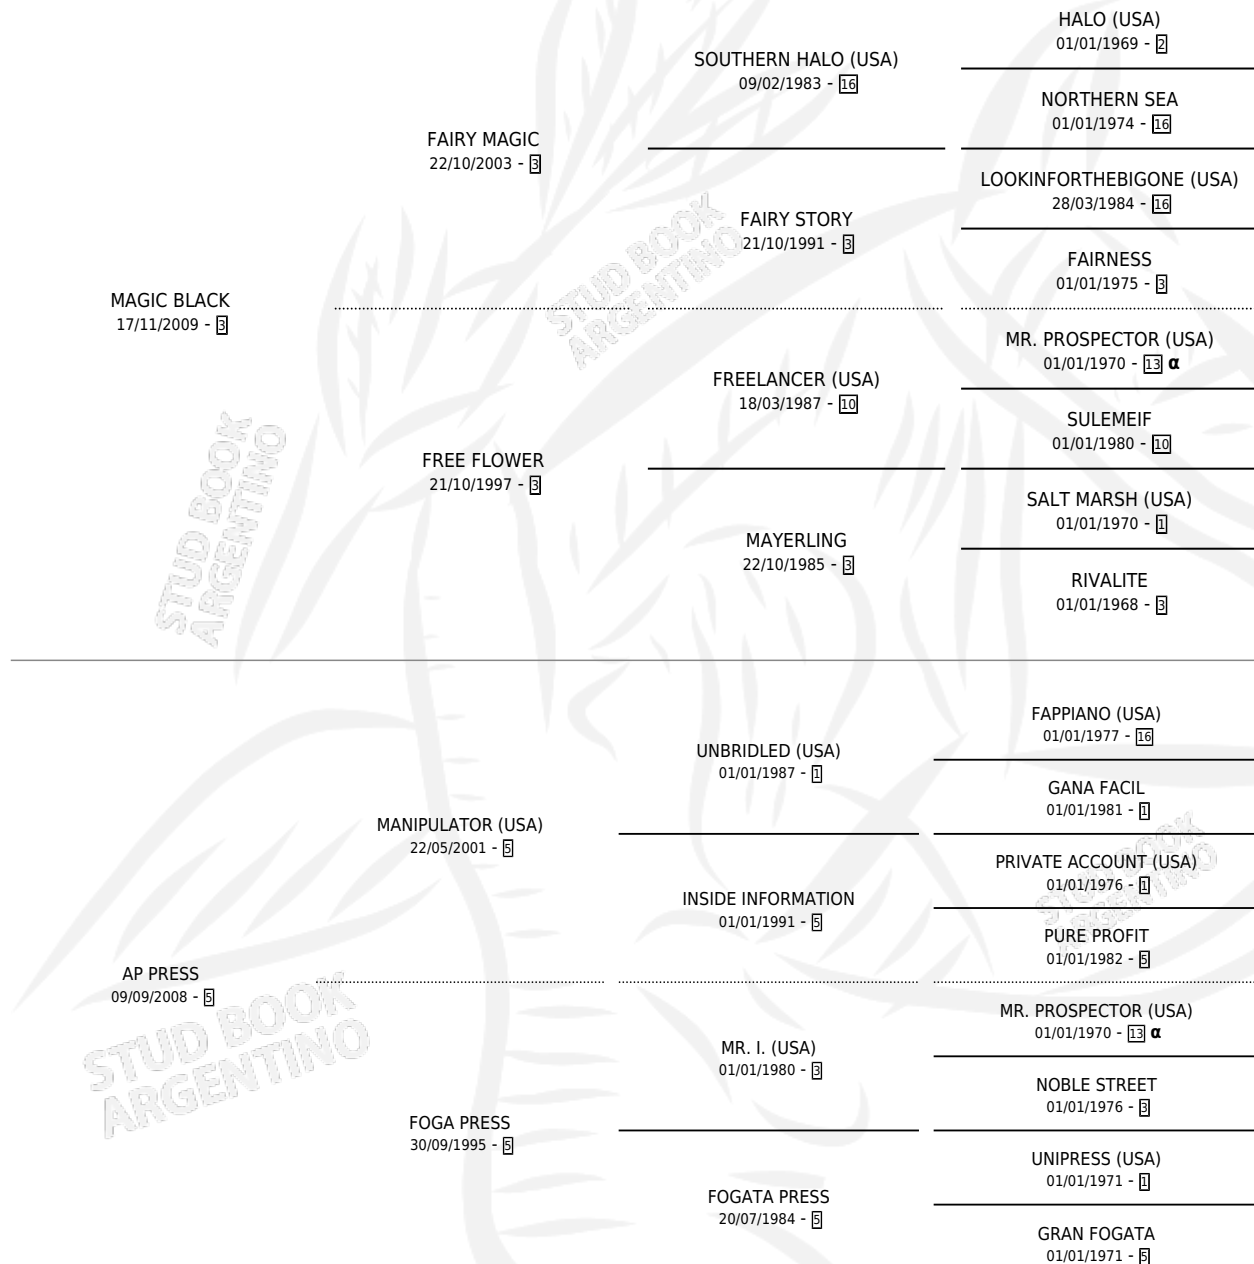 HALO (USA)
01/01/1969 - 2
SOUTHERN HALO (USA)
09/02/1983 - 16
NORTHERN SEA
01/01/1974 - 16
FAIRY MAGIC
22/10/2003 - 3
LOOKINFORTHEBIGONE (USA)
28/03/1984 - 16
FAIRY STORY
21/10/1991 - 3
FAIRNESS
01/01/1975 - 3
MAGIC BLACK
17/11/2009 - 3
MR. PROSPECTOR (USA)
01/01/1970 - 13 α
FREELANCER (USA)
18/03/1987 - 10
SULEMEIF
01/01/1980 - 10
FREE FLOWER
21/10/1997 - 3
SALT MARSH (USA)
01/01/1970 - 1
MAYERLING
22/10/1985 - 3
RIVALITE
01/01/1968 - 3
FAPPIANO (USA)
01/01/1977 - 16
UNBRIDLED (USA)
01/01/1987 - 1
GANA FACIL
01/01/1981 - 1
MANIPULATOR (USA)
22/05/2001 - 5
PRIVATE ACCOUNT (USA)
01/01/1976 - 1
INSIDE INFORMATION
01/01/1991 - 5
PURE PROFIT
01/01/1982 - 5
AP PRESS
09/09/2008 - 5
MR. PROSPECTOR (USA)
01/01/1970 - 13 α
MR. I. (USA)
01/01/1980 - 3
NOBLE STREET
01/01/1976 - 3
FOGA PRESS
30/09/1995 - 5
UNIPRESS (USA)
01/01/1971 - 1
FOGATA PRESS
20/07/1984 - 5
GRAN FOGATA
01/01/1971 - 5
STUD BOOK
ARGENTINO
STUD BOOK
ARGENTINO
STUD BOOK
ARGENTINO
STUD BOOK
ARGENTINO